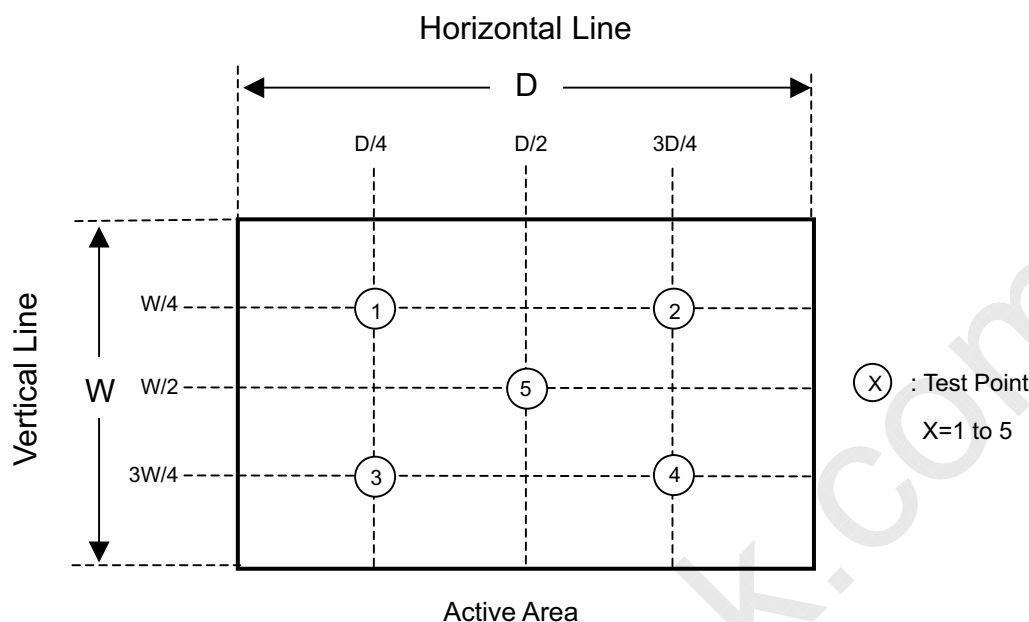 Horizontal Line
D
D/4 D/2 3D/4
Vertical Line
W
W/4
W/2
3W/4
1 2
5
3 4
X : Test Point
X=1 to 5
Active Area
k.com